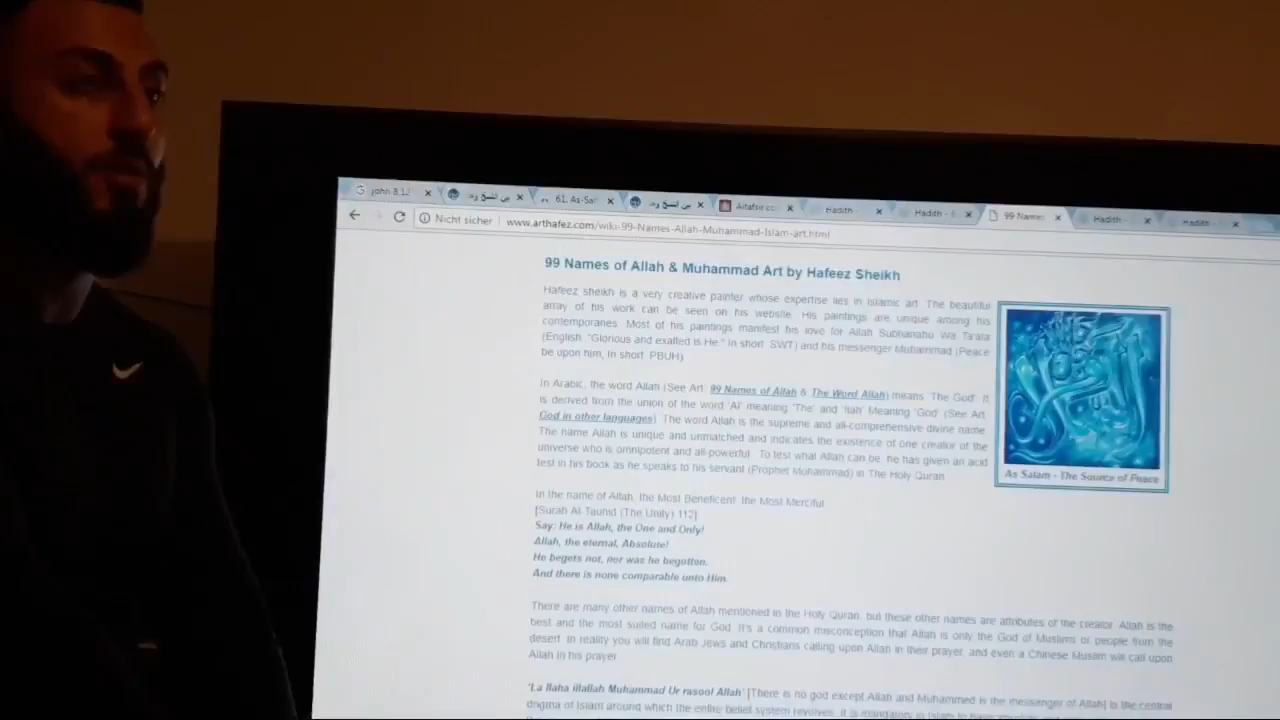 john 8,12
61. As-Saf
Altafsir.cc
Hadith -
Hadith - 6
99 Names
Hadith -
Hadith -
Nicht sicher www.arthafez.com/wiki-99-Names-Allah-Muhammad-Islam-art.html
99 Names of Allah & Muhammad Art by Hafeez Sheikh
Hafeez sheikh is a very creative painter whose expertise lies in Islamic art. The beautiful
array of his work can be seen on his website. His paintings are unique among his
contemporaries. Most of his paintings manifest his love for Allah Subhanahu Wa Ta'ala
(English: "Glorious and exalted is He." In short: SWT) and his messenger Muhammad (Peace
be upon him, In short: PBUH).
In Arabic, the word Allah (See Art: 99 Names of Allah & The Word Allah) means 'The God'. It
is derived from the union of the word 'Al' meaning 'The' and 'Ilah' Meaning 'God' (See Art:
God in other languages). The word Allah is the supreme and all-comprehensive divine name.
The name Allah is unique and unmatched and indicates the existence of one creator of the
universe who is omnipotent and all-powerful. To test what Allah can be, he has given an acid
test in his book as he speaks to his servant (Prophet Mohammad) in The Holy Quran.
As Salam - The Source of Peace
In the name of Allah, the Most Beneficent, the Most Merciful
[Surah Al-Tauhid (The Unity) 112]
Say: He is Allah, the One and Only!
Allah, the eternal, Absolute!
He begets not, nor was he begotten.
And there is none comparable unto Him.
There are many other names of Allah mentioned in the Holy Quran, but these other names are attributes of the creator. Allah is the
best and the most suited name for God. It's a common misconception that Allah is only the God of Muslims or people from the
desert. In reality you will find Arab Jews and Christians calling upon Allah in their prayer, and even a Chinese Muslim will call upon
Allah in his prayer.
'La Ilaha illallah Muhammad Ur rasool Allah' [There is no god except Allah and Muhammed is the messenger of Allah] is the central
dogma of Islam around which the entire belief system revolves. It is mandatory in Islam to have